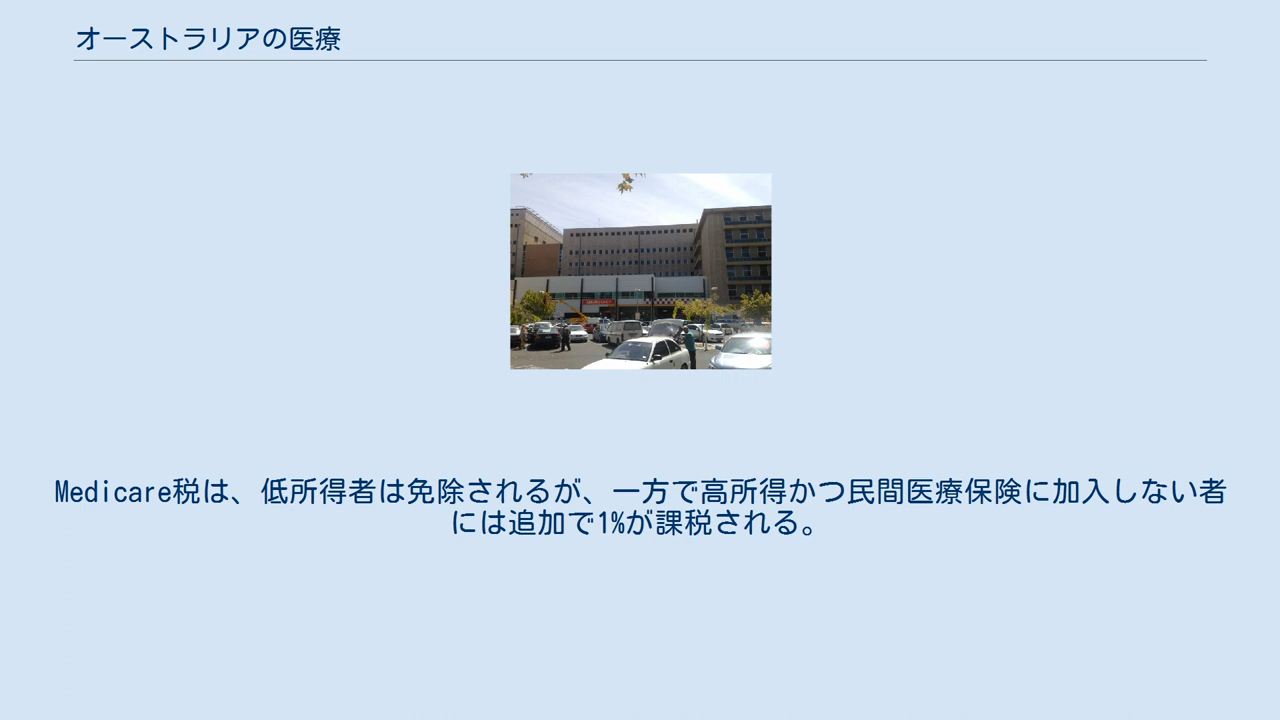 オーストラリアの医療
Medicare税は、低所得者は免除されるが、一方で高所得かつ民間医療保険に加入しない者
には追加で1%が課税される。